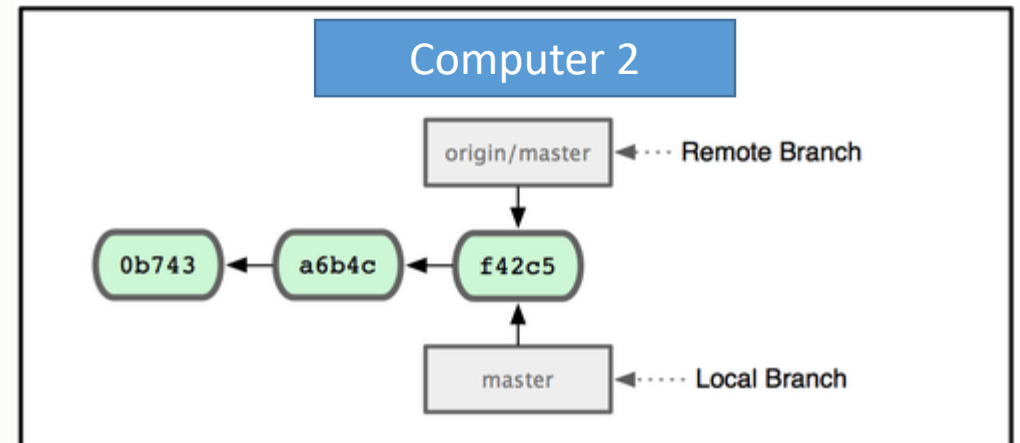 Computer 2
origin/master
Remote Branch
0b743
a6b4c
f42c5
master
Local Branch